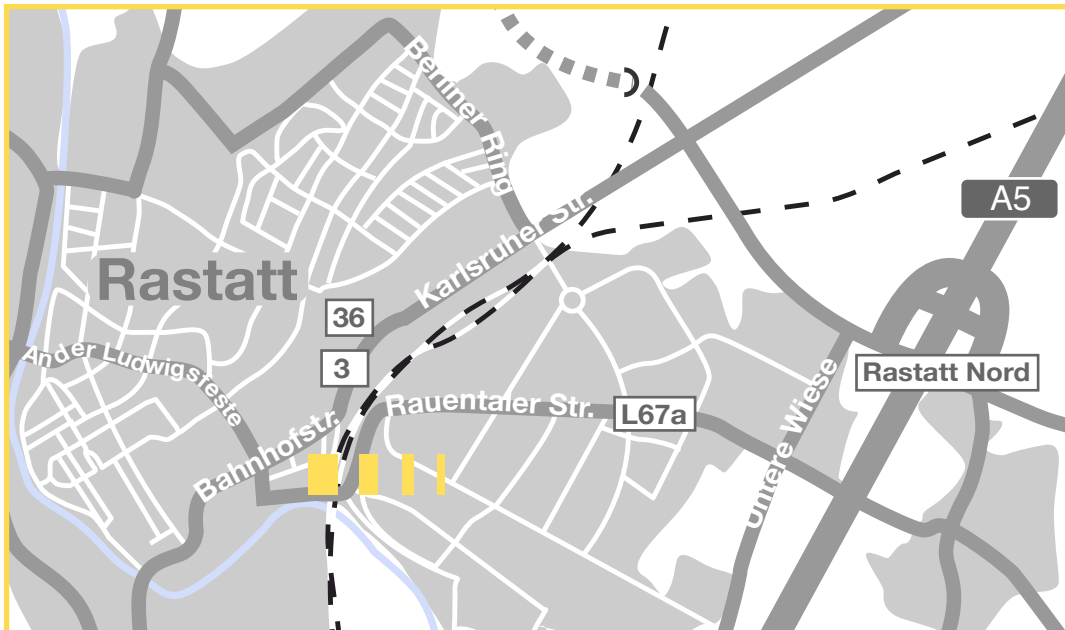 Berliner Ring
A5
Karlsruher Str.
Rastatt
36
An der Ludwigsfeste
3
Rastatt Nord
Rauentaler Str.
L67a
Bahnhofstr.
Untere Wiese